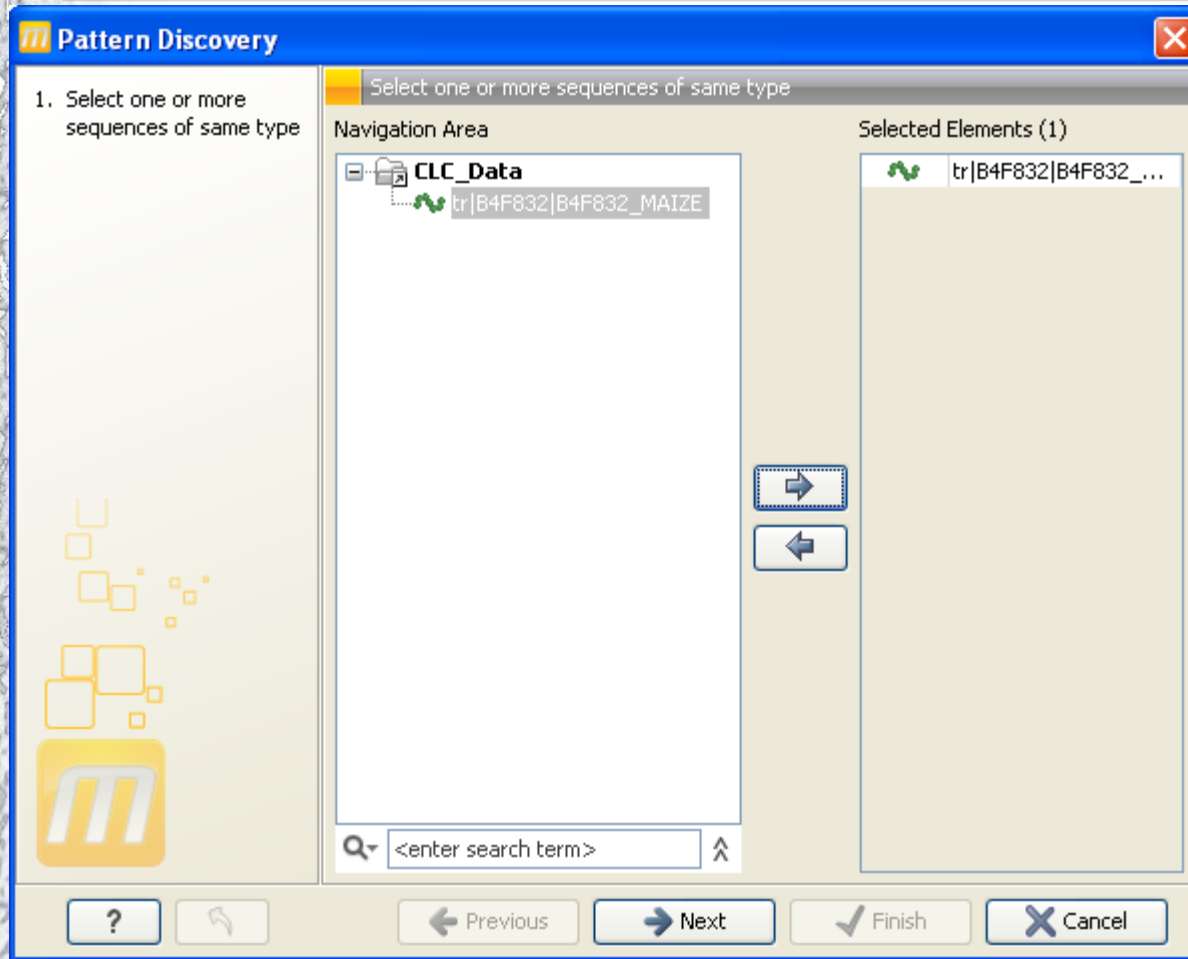 Pattern Discovery
1. Select one or more
sequences of same type
Select one or more sequences of same type
Navigation Area
CLC_Data
tr|B4F832|B4F832_MAIZE
<enter search term>
Selected Elements (1)
tr|B4F832|B4F832_...
?
Previous
Next
Finish
Cancel